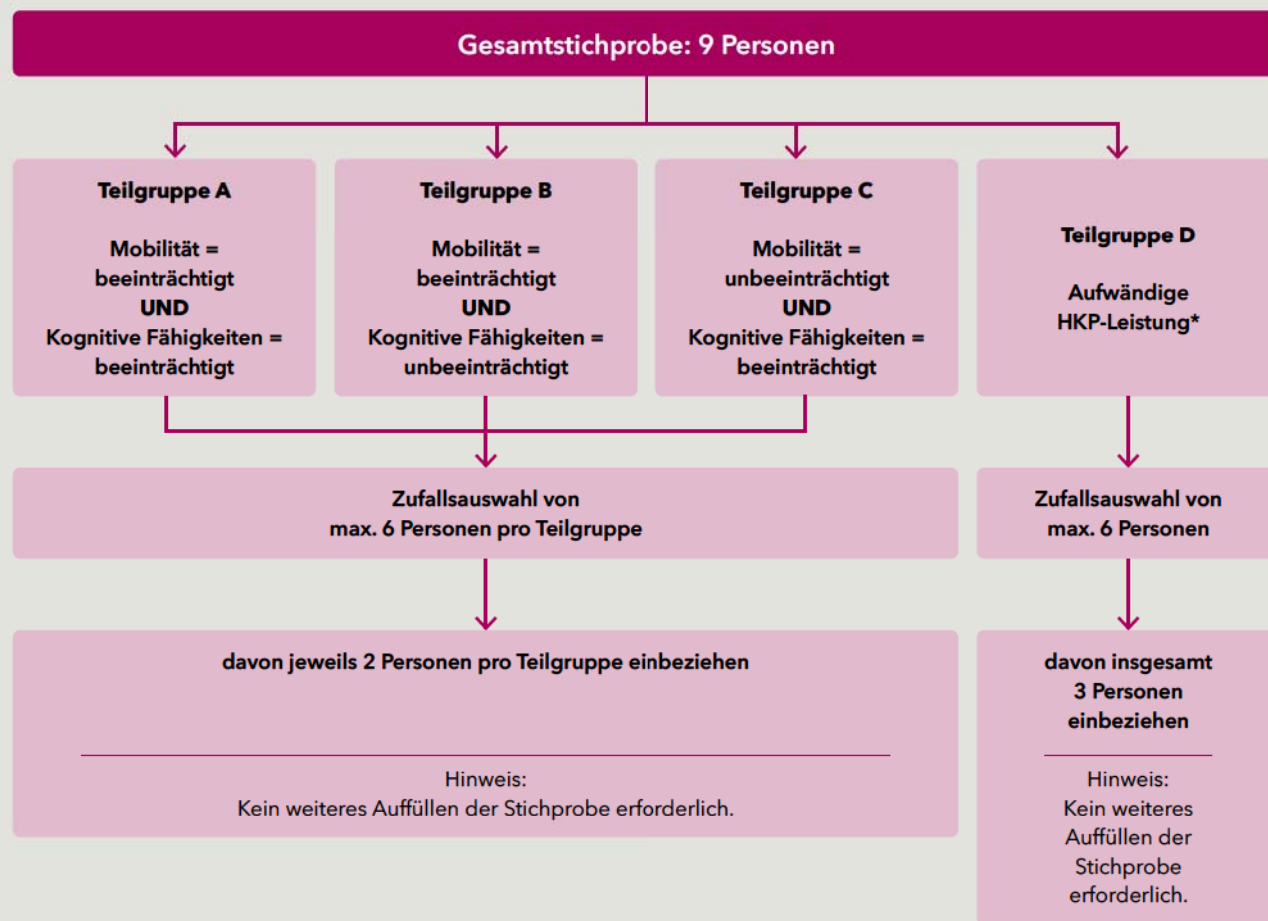 Gesamtstichprobe: 9 Personen
Teilgruppe A
Mobilität =
beeinträchtigt
UND
Kognitive Fähigkeiten =
beeinträchtigt
Teilgruppe B
Mobilität =
beeinträchtigt
UND
Kognitive Fähigkeiten =
unbeeinträchtigt
Teilgruppe C
Mobilität =
unbeeinträchtigt
UND
Kognitive Fähigkeiten =
beeinträchtigt
Teilgruppe D
Aufwändige
HKP-Leistung*
Zufallsauswahl von
max. 6 Personen pro Teilgruppe
Zufallsauswahl von
max. 6 Personen
davon jeweils 2 Personen pro Teilgruppe einbeziehen
Hinweis:
Kein weiteres Auffüllen der Stichprobe erforderlich.
davon insgesamt
3 Personen
einbeziehen
Hinweis:
Kein weiteres
Auffüllen der
Stichprobe
erforderlich.